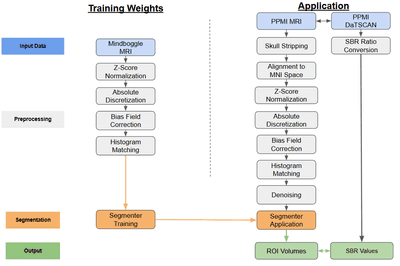 Training Weights
Application
Input Data
Mindboggle
MRI
PPMI MRI
PPMI
DaTSCAN
Skull Stripping
SBR Ratio
Conversion
Z-Score
Normalization
Alignment to
MNI Space
Absolute
Discretization
Z-Score
Normalization
Preprocessing
Bias Field
Correction
Absolute
Discretization
Histogram
Matching
Bias Field
Correction
Histogram
Matching
Denoising
Segmentation
Segmenter
Training
Segmenter
Application
Output
ROI Volumes
SBR Values